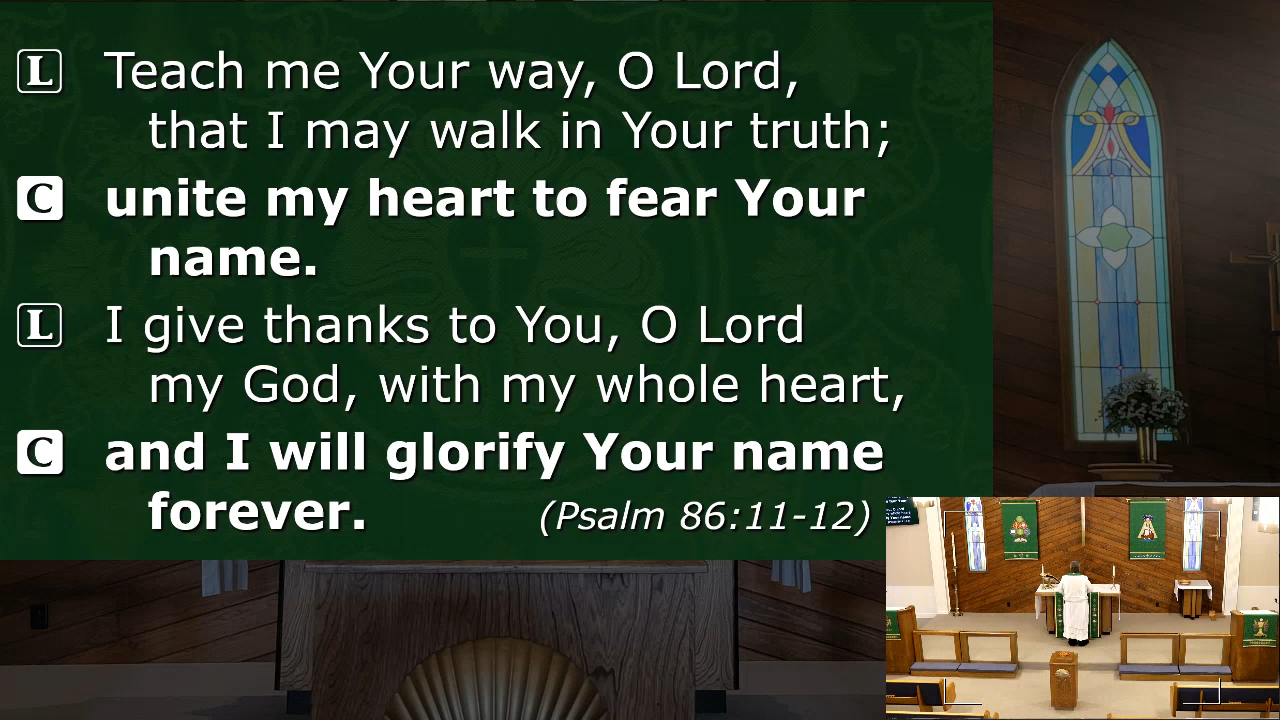 L Teach me Your way, O Lord,
that I may walk in Your truth;
C unite my heart to fear Your
name.
L I give thanks to You, O Lord
my God, with my whole heart,
C and I will glorify Your name
forever. (Psalm 86:11-12)